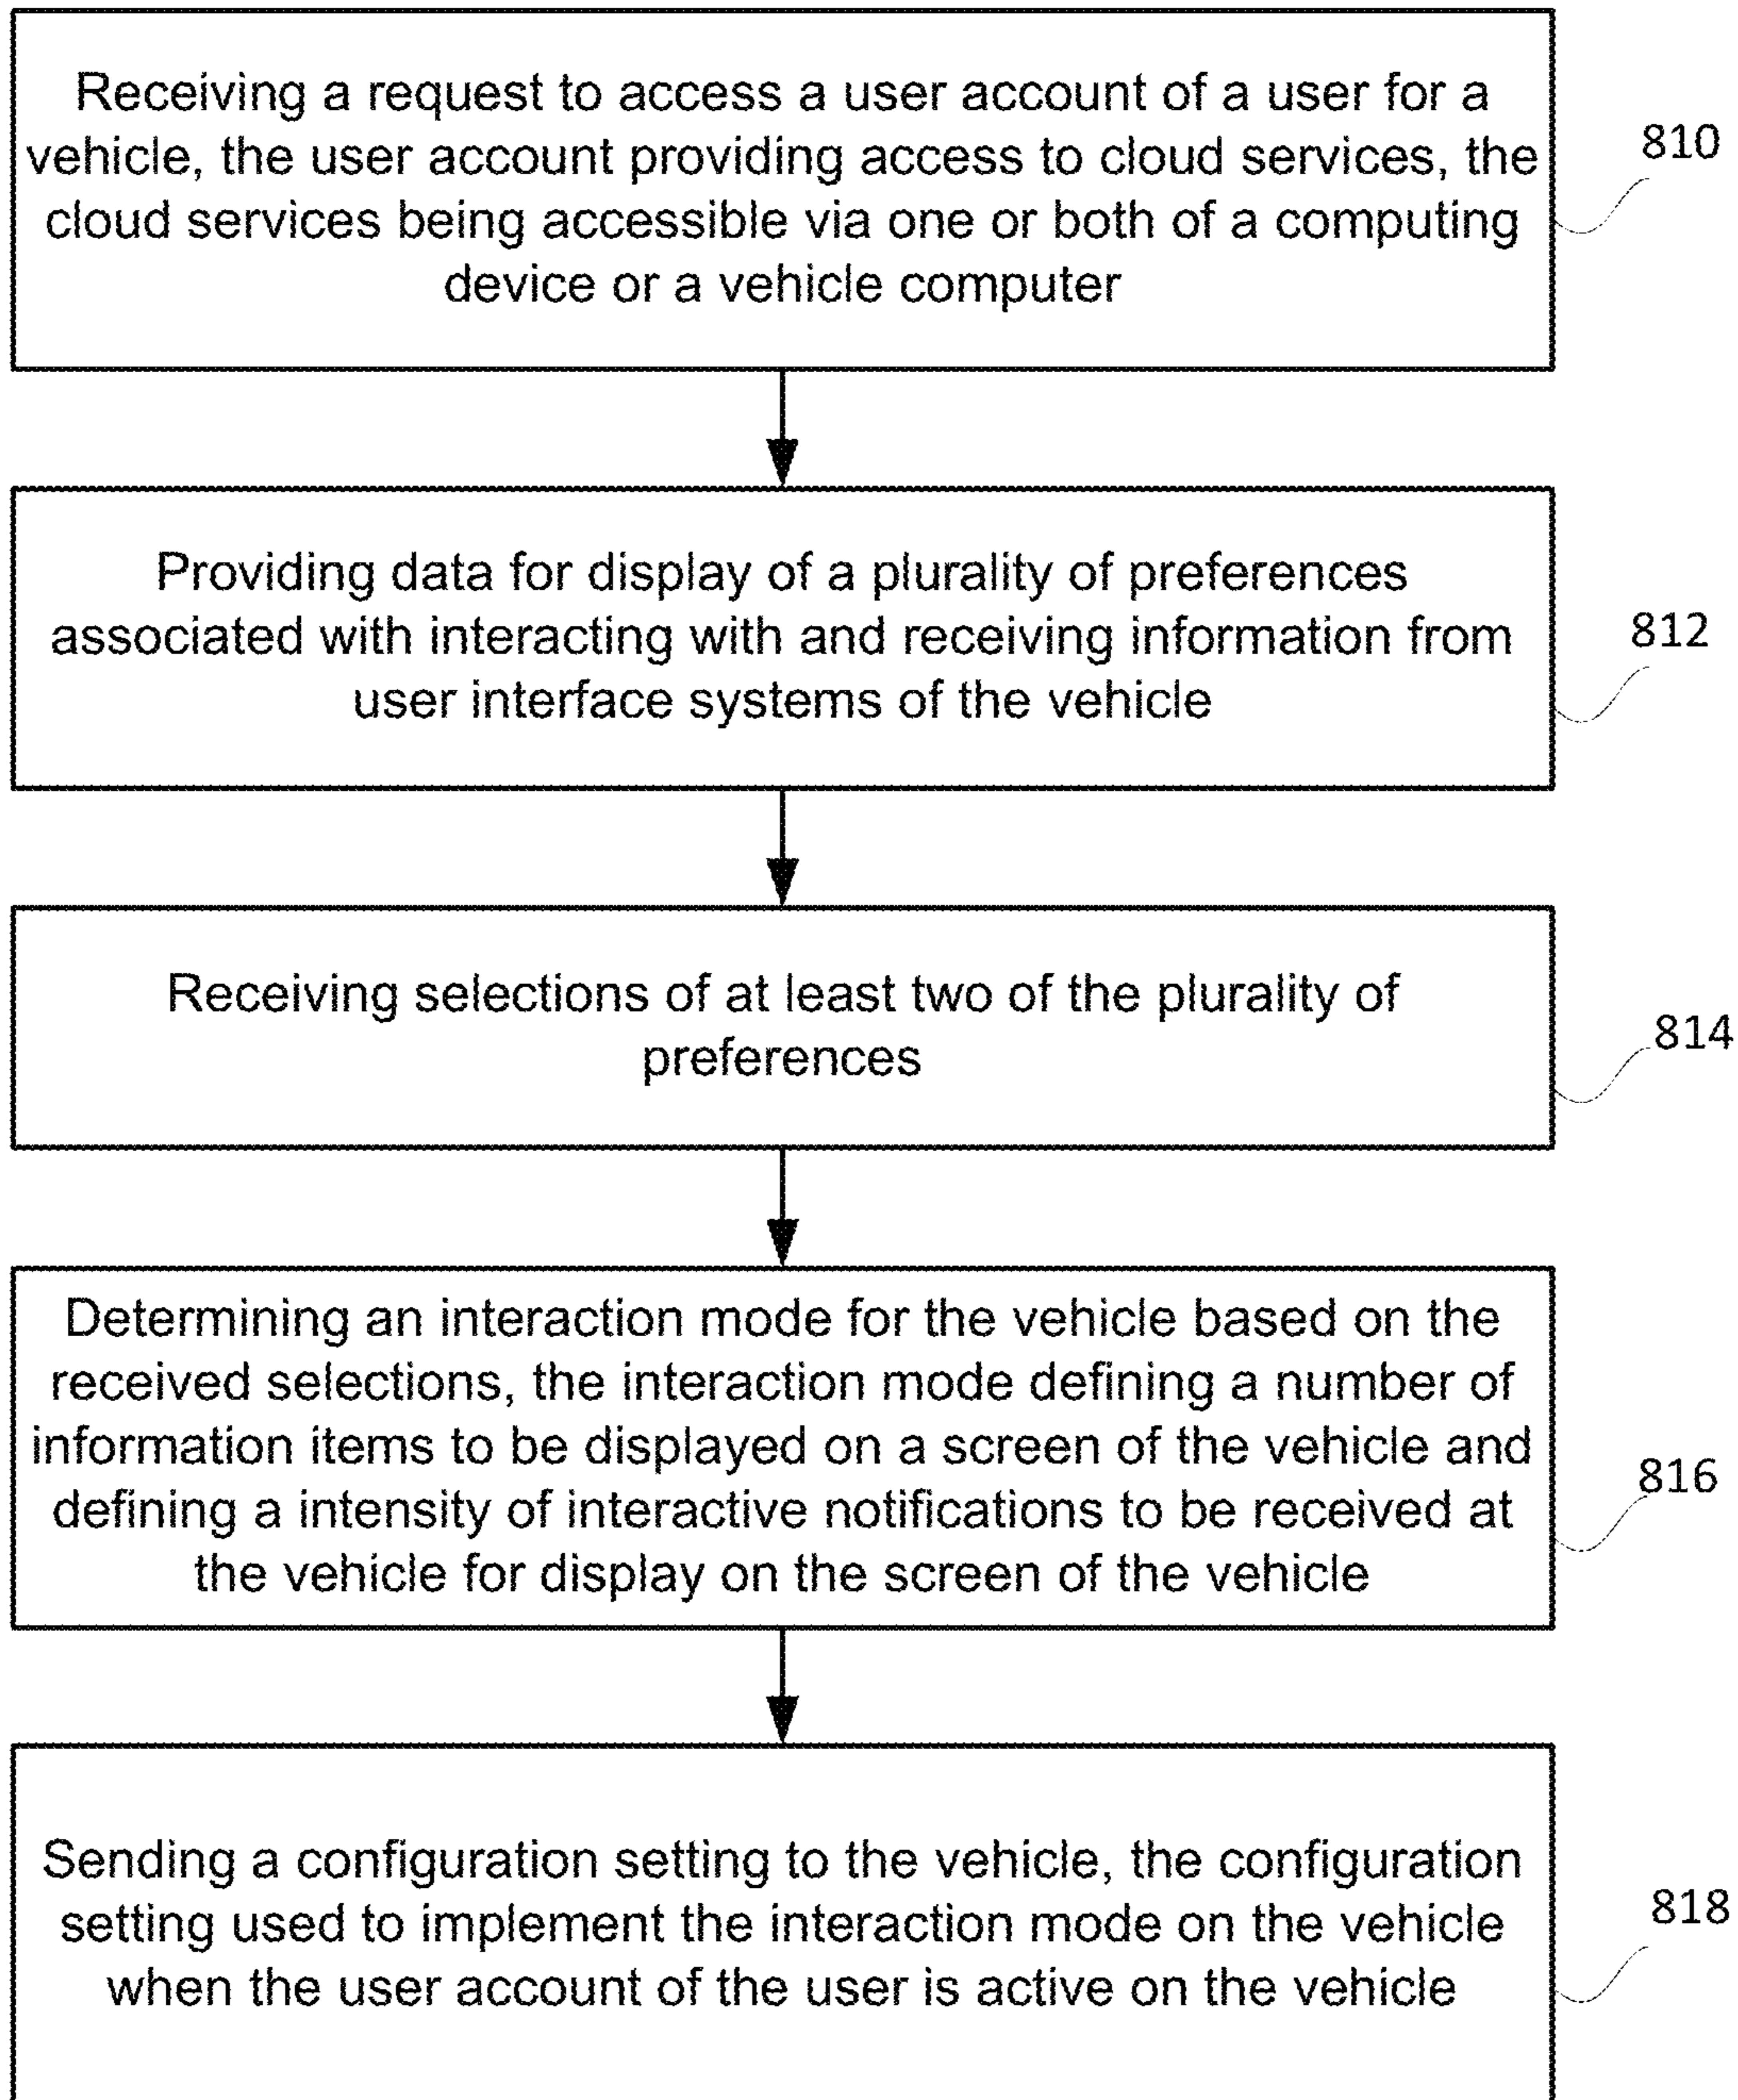 Receiving a request to access a user account of a user for a
vehicle, the user account providing access to cloud services, the
cloud services being accessible via one or both of a computing
device or a vehicle computer
810
Providing data for display of a plurality of preferences
associated with interacting with and receiving information from
user interface systems of the vehicle
812
Receiving selections of at least two of the plurality of
preferences
814
Determining an interaction mode for the vehicle based on the
received selections, the interaction mode defining a number of
information items to be displayed on a screen of the vehicle and
defining a intensity of interactive notifications to be received at
the vehicle for display on the screen of the vehicle
816
Sending a configuration setting to the vehicle, the configuration
setting used to implement the interaction mode on the vehicle
when the user account of the user is active on the vehicle
818